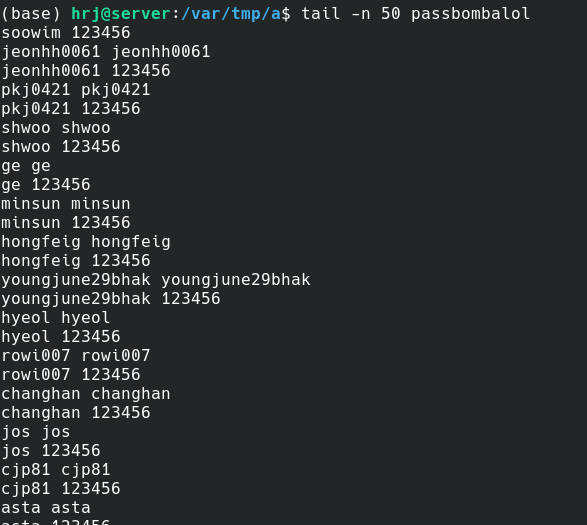 (base) hrj@server:/var/tmp/a$ tail -n 50 passbombalol
soowim 123456
jeonhh0061 jeonhh0061
jeonhh0061 123456
pkj0421 pkj0421
pkj0421 123456
shwoo shwoo
shwoo 123456
ge ge
ge 123456
minsun minsun
minsun 123456
hongfeig hongfeig
hongfeig 123456
youngjune29bhak youngjune29bhak
youngjune29bhak 123456
hyeol hyeol
hyeol 123456
rowi007 rowi007
rowi007 123456
changhan changhan
changhan 123456
jos jos
jos 123456
cjp81 cjp81
cjp81 123456
asta asta
asta 123456